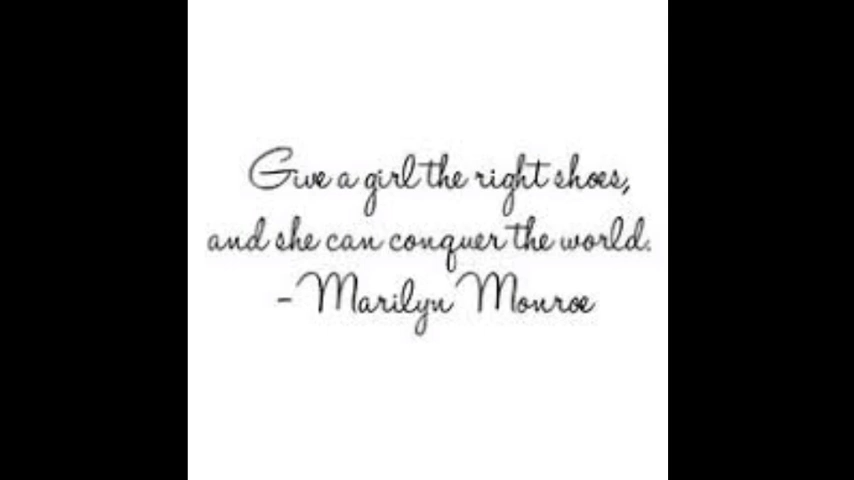 Give a girl the right shoes,
and she can conquer the world.
- Marilyn Monroe